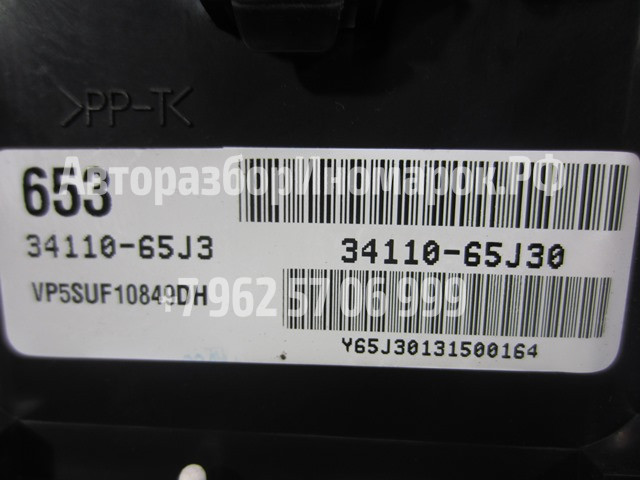 >PP-T<
653
АвторазборИномарок.РФ
34110-65J3
34110-65J30
+7 962 57 06 999
VP5SUF10849DH
Y65J30131500164